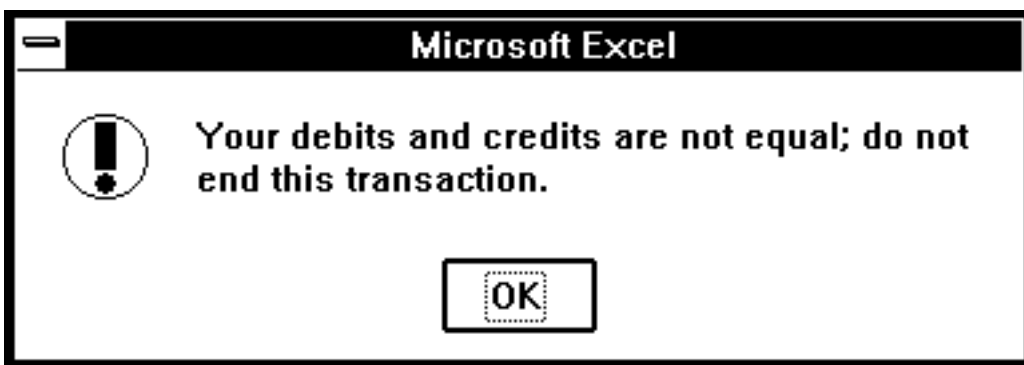 Microsoft Excel
Your debits and credits are not equal; do not
end this transaction.
OK